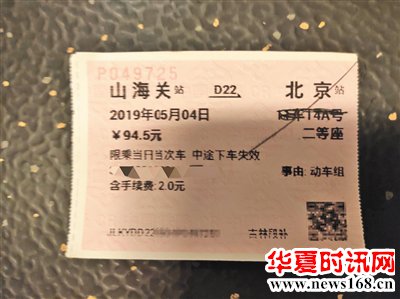 P049725
山海关站 D22 北京站
2019年05月04日 车14A号
￥94.5元 二等座
限乘当日当次车 中途下车失效
事由:动车组
含手续费:2.0元
吉林段补
华夏时讯网
www.news168.cn